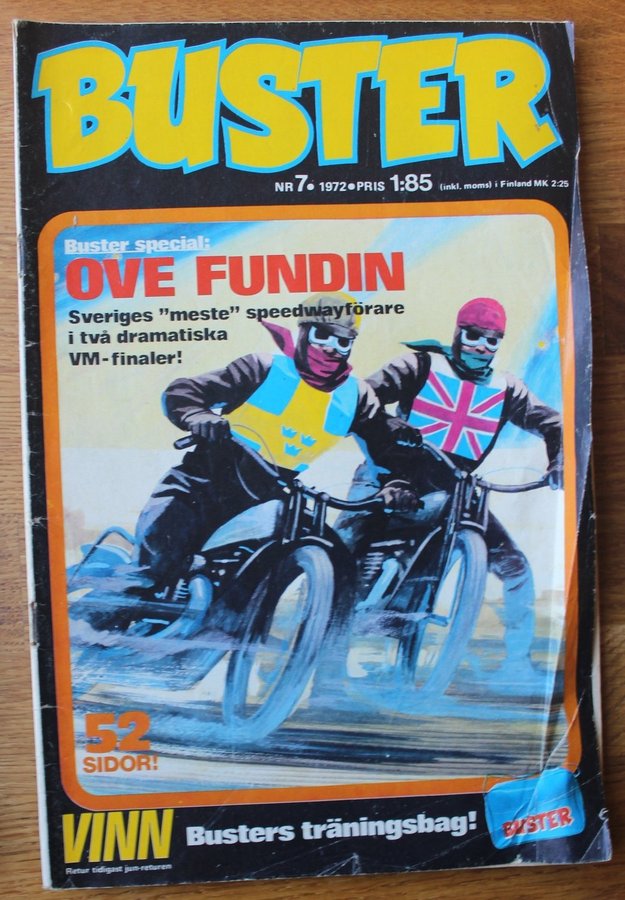 BUSTER
NR 7 • 1972 • PRIS 1:85 (inkl. moms) i Finland MK 2:25
Buster special:
OVE FUNDIN
Sveriges "meste" speedwayförare
i två dramatiska
VM-finaler!
52
SIDOR!
VINN Busters träningsbag!
BUSTER
Retur tidigast jun-returen